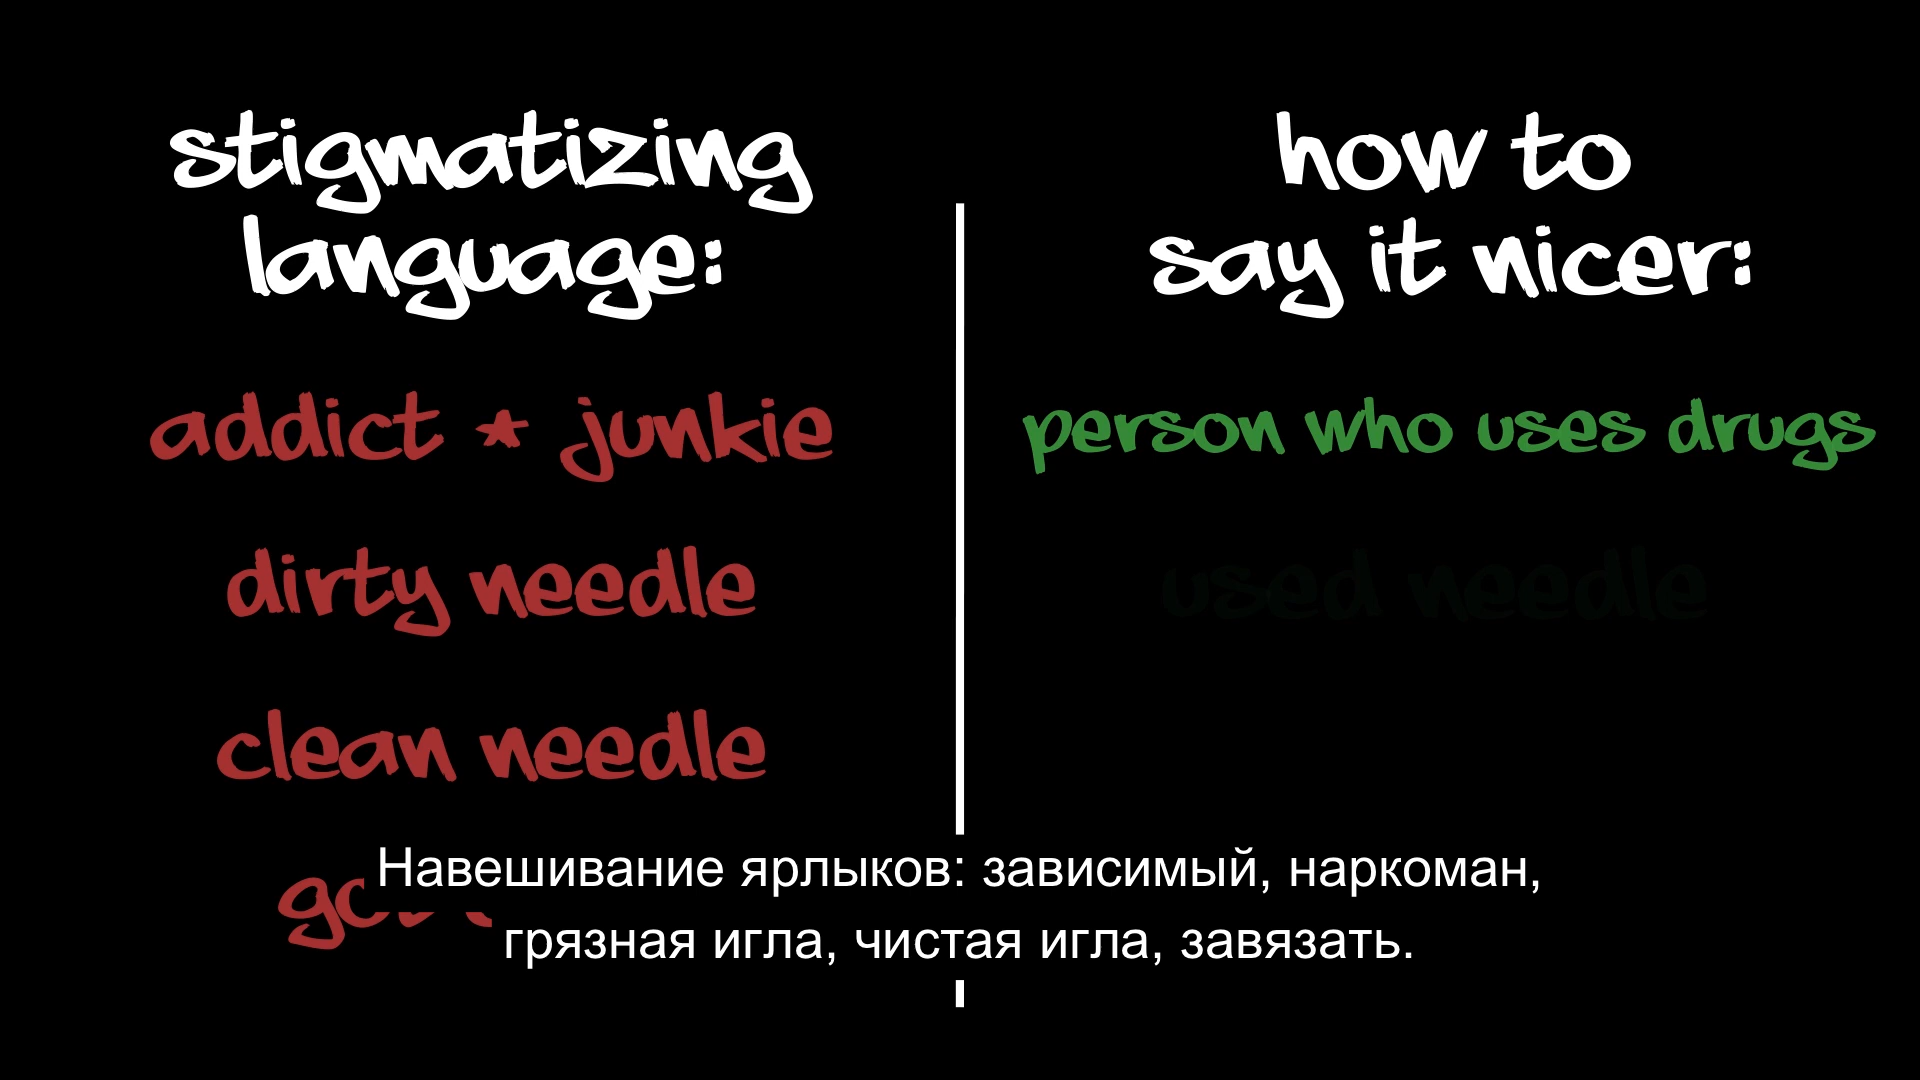 stigmatizing
language:
addict * junkie
dirty needle
clean needle
how to
say it nicer:
person who uses drugs
used needle
Навешивание ярлыков: зависимый, наркоман,
грязная игла, чистая игла, завязать.